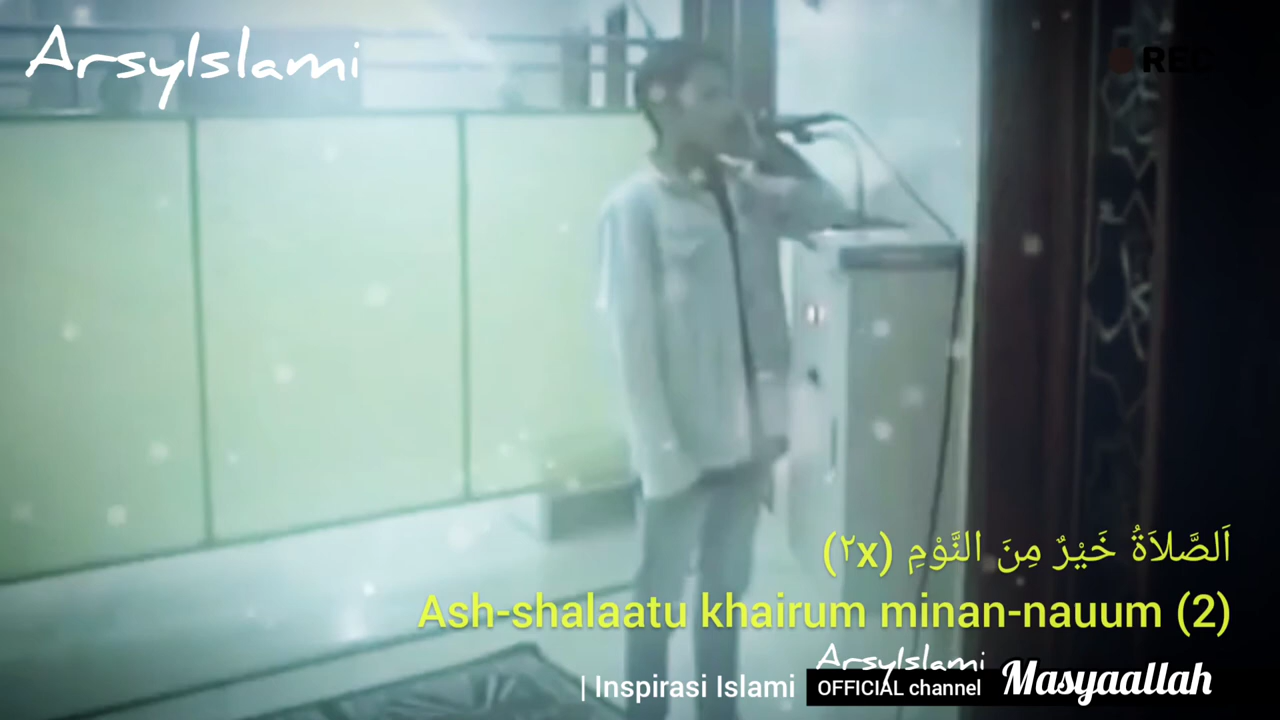 ArsyIslami
REC
اَلصَّلاَةُ خَيْرٌ مِنَ النَّوْمِ (٢x)
Ash-shalaatu khairum minan-nauum (2)
ArsyIslami
| Inspirasi Islami OFFICIAL channel Masyaallah